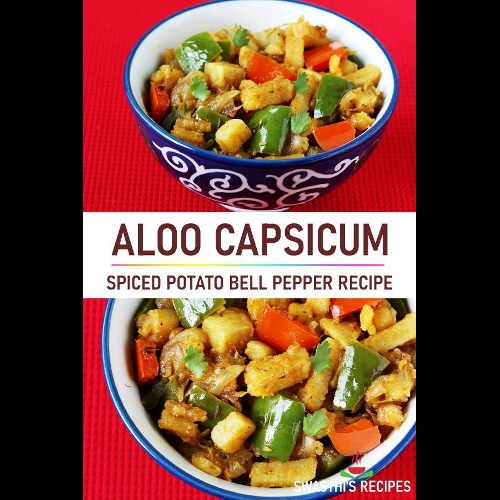 ALOO CAPSICUM
SPICED POTATO BELL PEPPER RECIPE
SWASTHI'S RECIPES